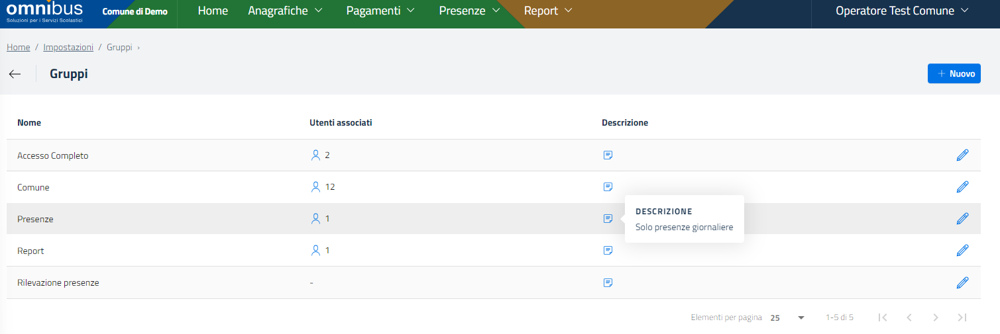 omnibus
Soluzioni per i Servizi Scolastici
Comune di Demo
Home Anagrafiche Pagamenti Presenze Report Operatore Test Comune
Home / Impostazioni / Gruppi ›
Gruppi
+ Nuovo
Nome Utenti associati Descrizione
Accesso Completo 2
Comune 12
Presenze 1
DESCRIZIONE
Solo presenze giornaliere
Report 1
Rilevazione presenze -
Elementi per pagina 25 1-5 di 5